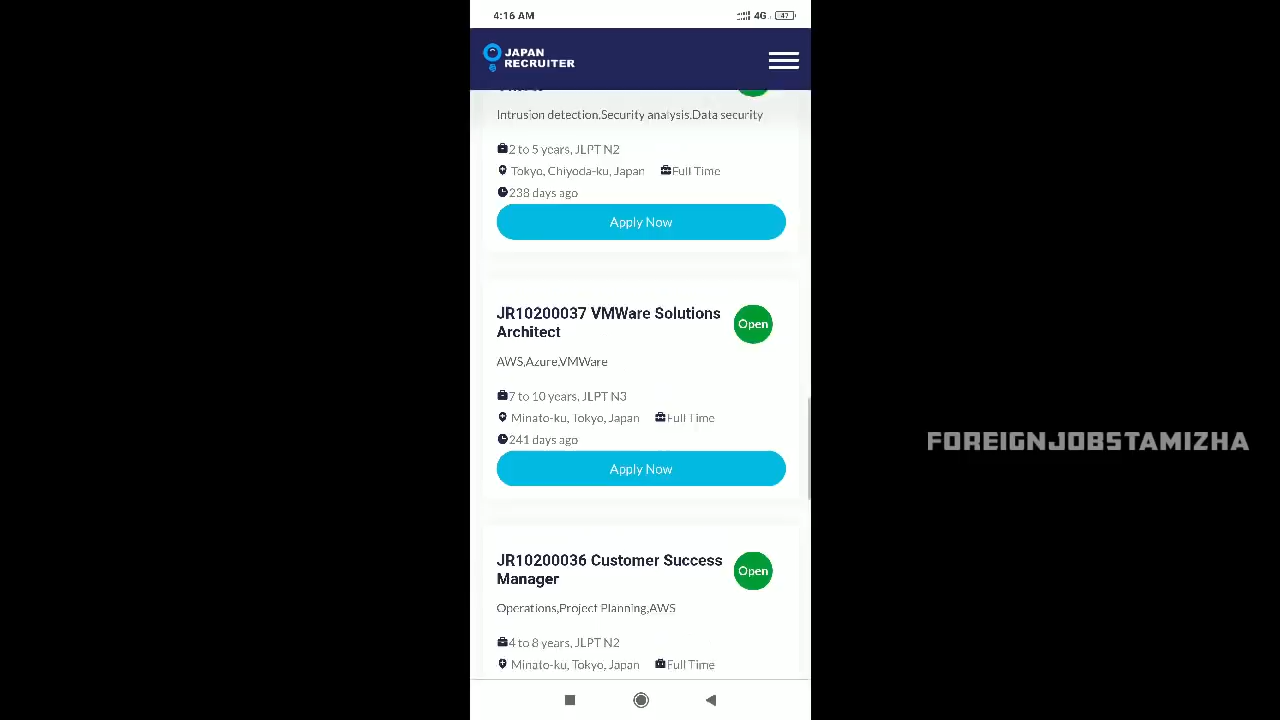 4:16 AM
4G
47
JAPAN
RECRUITER
Intrusion detection,Security analysis,Data security
2 to 5 years, JLPT N2
Tokyo, Chiyoda-ku, Japan Full Time
238 days ago
Apply Now
JR10200037 VMWare Solutions
Architect
Open
AWS,Azure,VMWare
7 to 10 years, JLPT N3
Minato-ku, Tokyo, Japan Full Time
241 days ago
Apply Now
FOREIGNJOBSTAMIZHA
JR10200036 Customer Success
Manager
Open
Operations,Project Planning,AWS
4 to 8 years, JLPT N2
Minato-ku, Tokyo, Japan Full Time